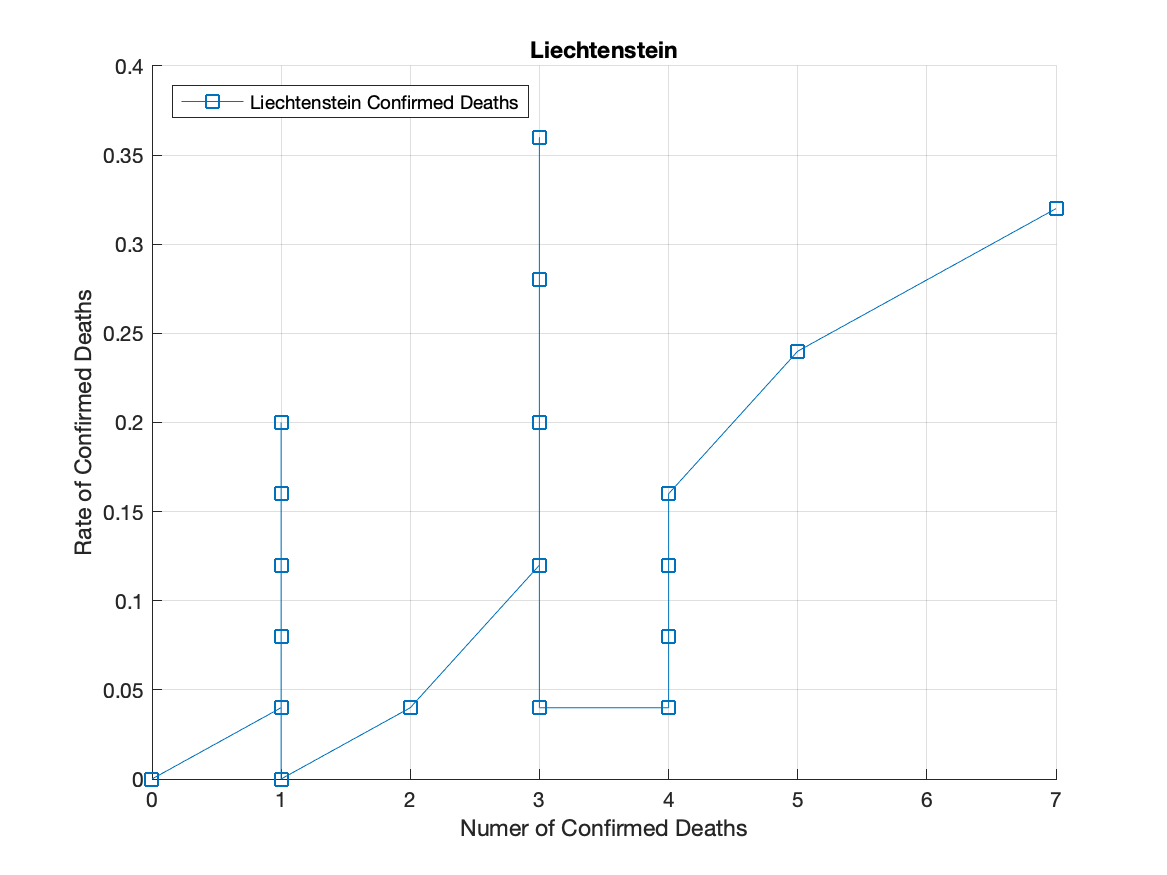 Liechtenstein
0.4
Liechtenstein Confirmed Deaths
0.35
0.3
0.25
0.2
0.15
0.1
0.05
0
Rate of Confirmed Deaths
0 1 2 3 4 5 6 7
Numer of Confirmed Deaths